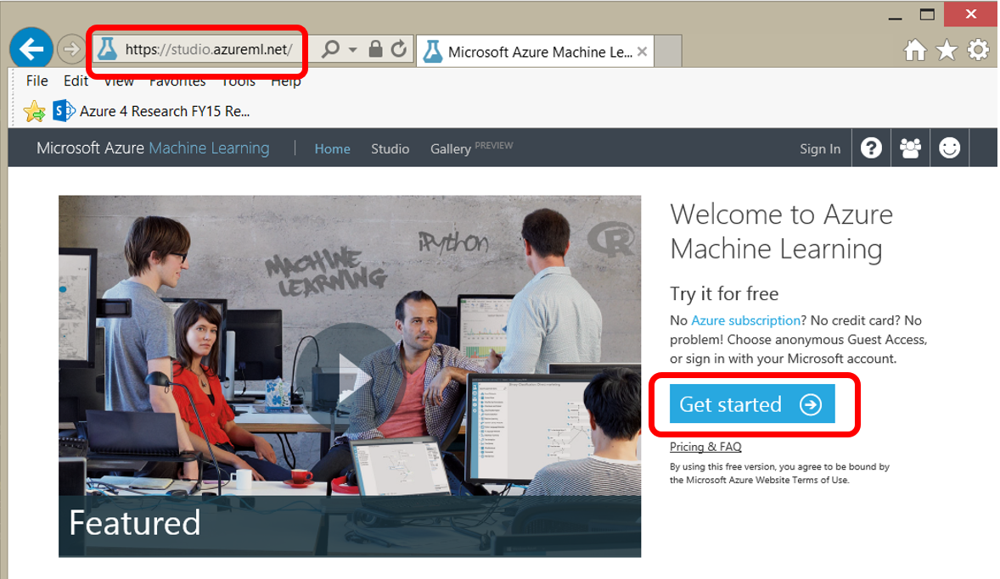 https://studio.azureml.net/
Microsoft Azure Machine Le...
File Edit View Favorites Tools Help
Azure 4 Research FY15 Re...
Microsoft Azure Machine Learning | Home Studio Gallery PREVIEW Sign In
Welcome to Azure
Machine Learning
iPython
R
MACHINE
LEARNING
Try it for free
No Azure subscription? No credit card? No
problem! Choose anonymous Guest Access,
or sign in with your Microsoft account.
Get started
Pricing & FAQ
By using this free version, you agree to be bound by
the Microsoft Azure Website Terms of Use.
Featured